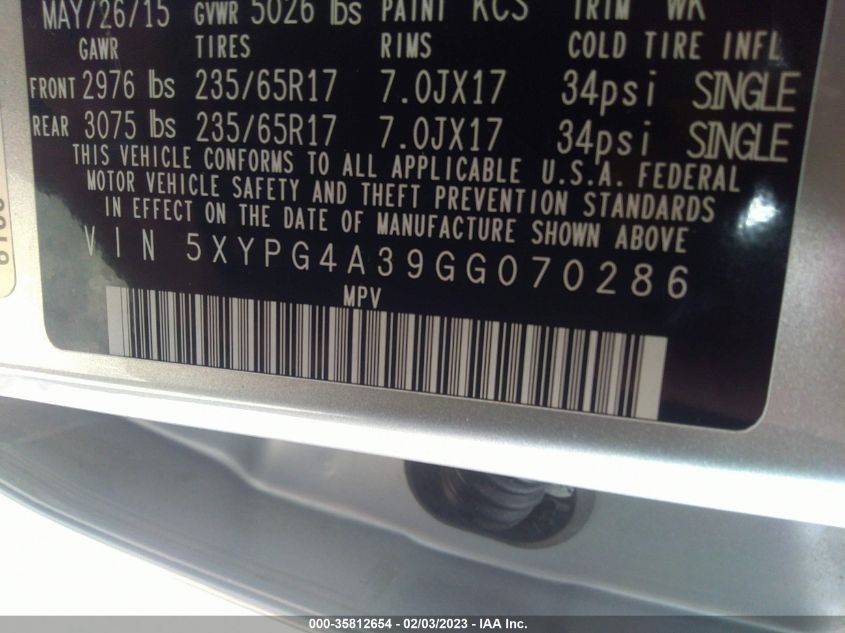 MAY/26/15 GVWR 5026 lbs PAINT KCS TRIM WK
GAWR TIRES RIMS COLD TIRE INFL
FRONT 2976 lbs 235/65R17 7.0JX17 34psi SINGLE
REAR 3075 lbs 235/65R17 7.0JX17 34psi SINGLE
THIS VEHICLE CONFORMS TO ALL APPLICABLE U.S.A. FEDERAL
MOTOR VEHICLE SAFETY AND THEFT PREVENTION STANDARDS
IN EFFECT ON THE DATE OF MANUFACTURE SHOWN ABOVE
VIN 5XYPG4A39GG070286
MPV
000-35812654 - 02/03/2023 - IAA Inc.